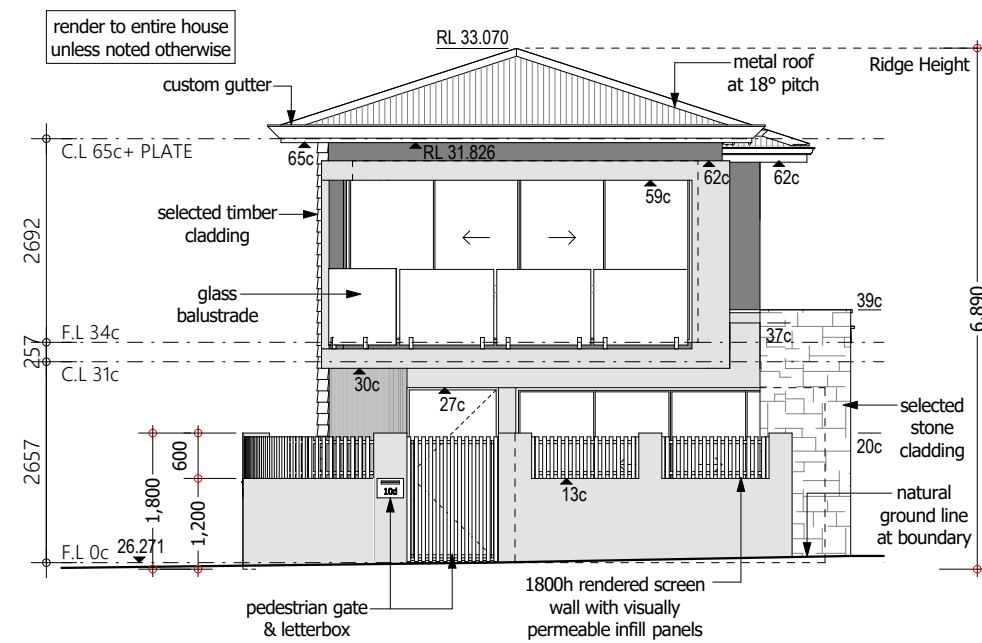 render to entire house
unless noted otherwise
RL 33.070
metal roof
at 18° pitch
Ridge Height
custom gutter
C.L 65c+ PLATE
65c
RL 31.826
62c
62c
59c
selected timber
cladding
2692
glass
balustrade
39c
6,890
F.L 34c
37c
257
C.L 31c
30c
27c
selected
stone
cladding
20c
600
2657
1,800
1,200
10d
13c
natural
ground line
at boundary
F.L 0c
26.271
pedestrian gate
& letterbox
1800h rendered screen
wall with visually
permeable infill panels